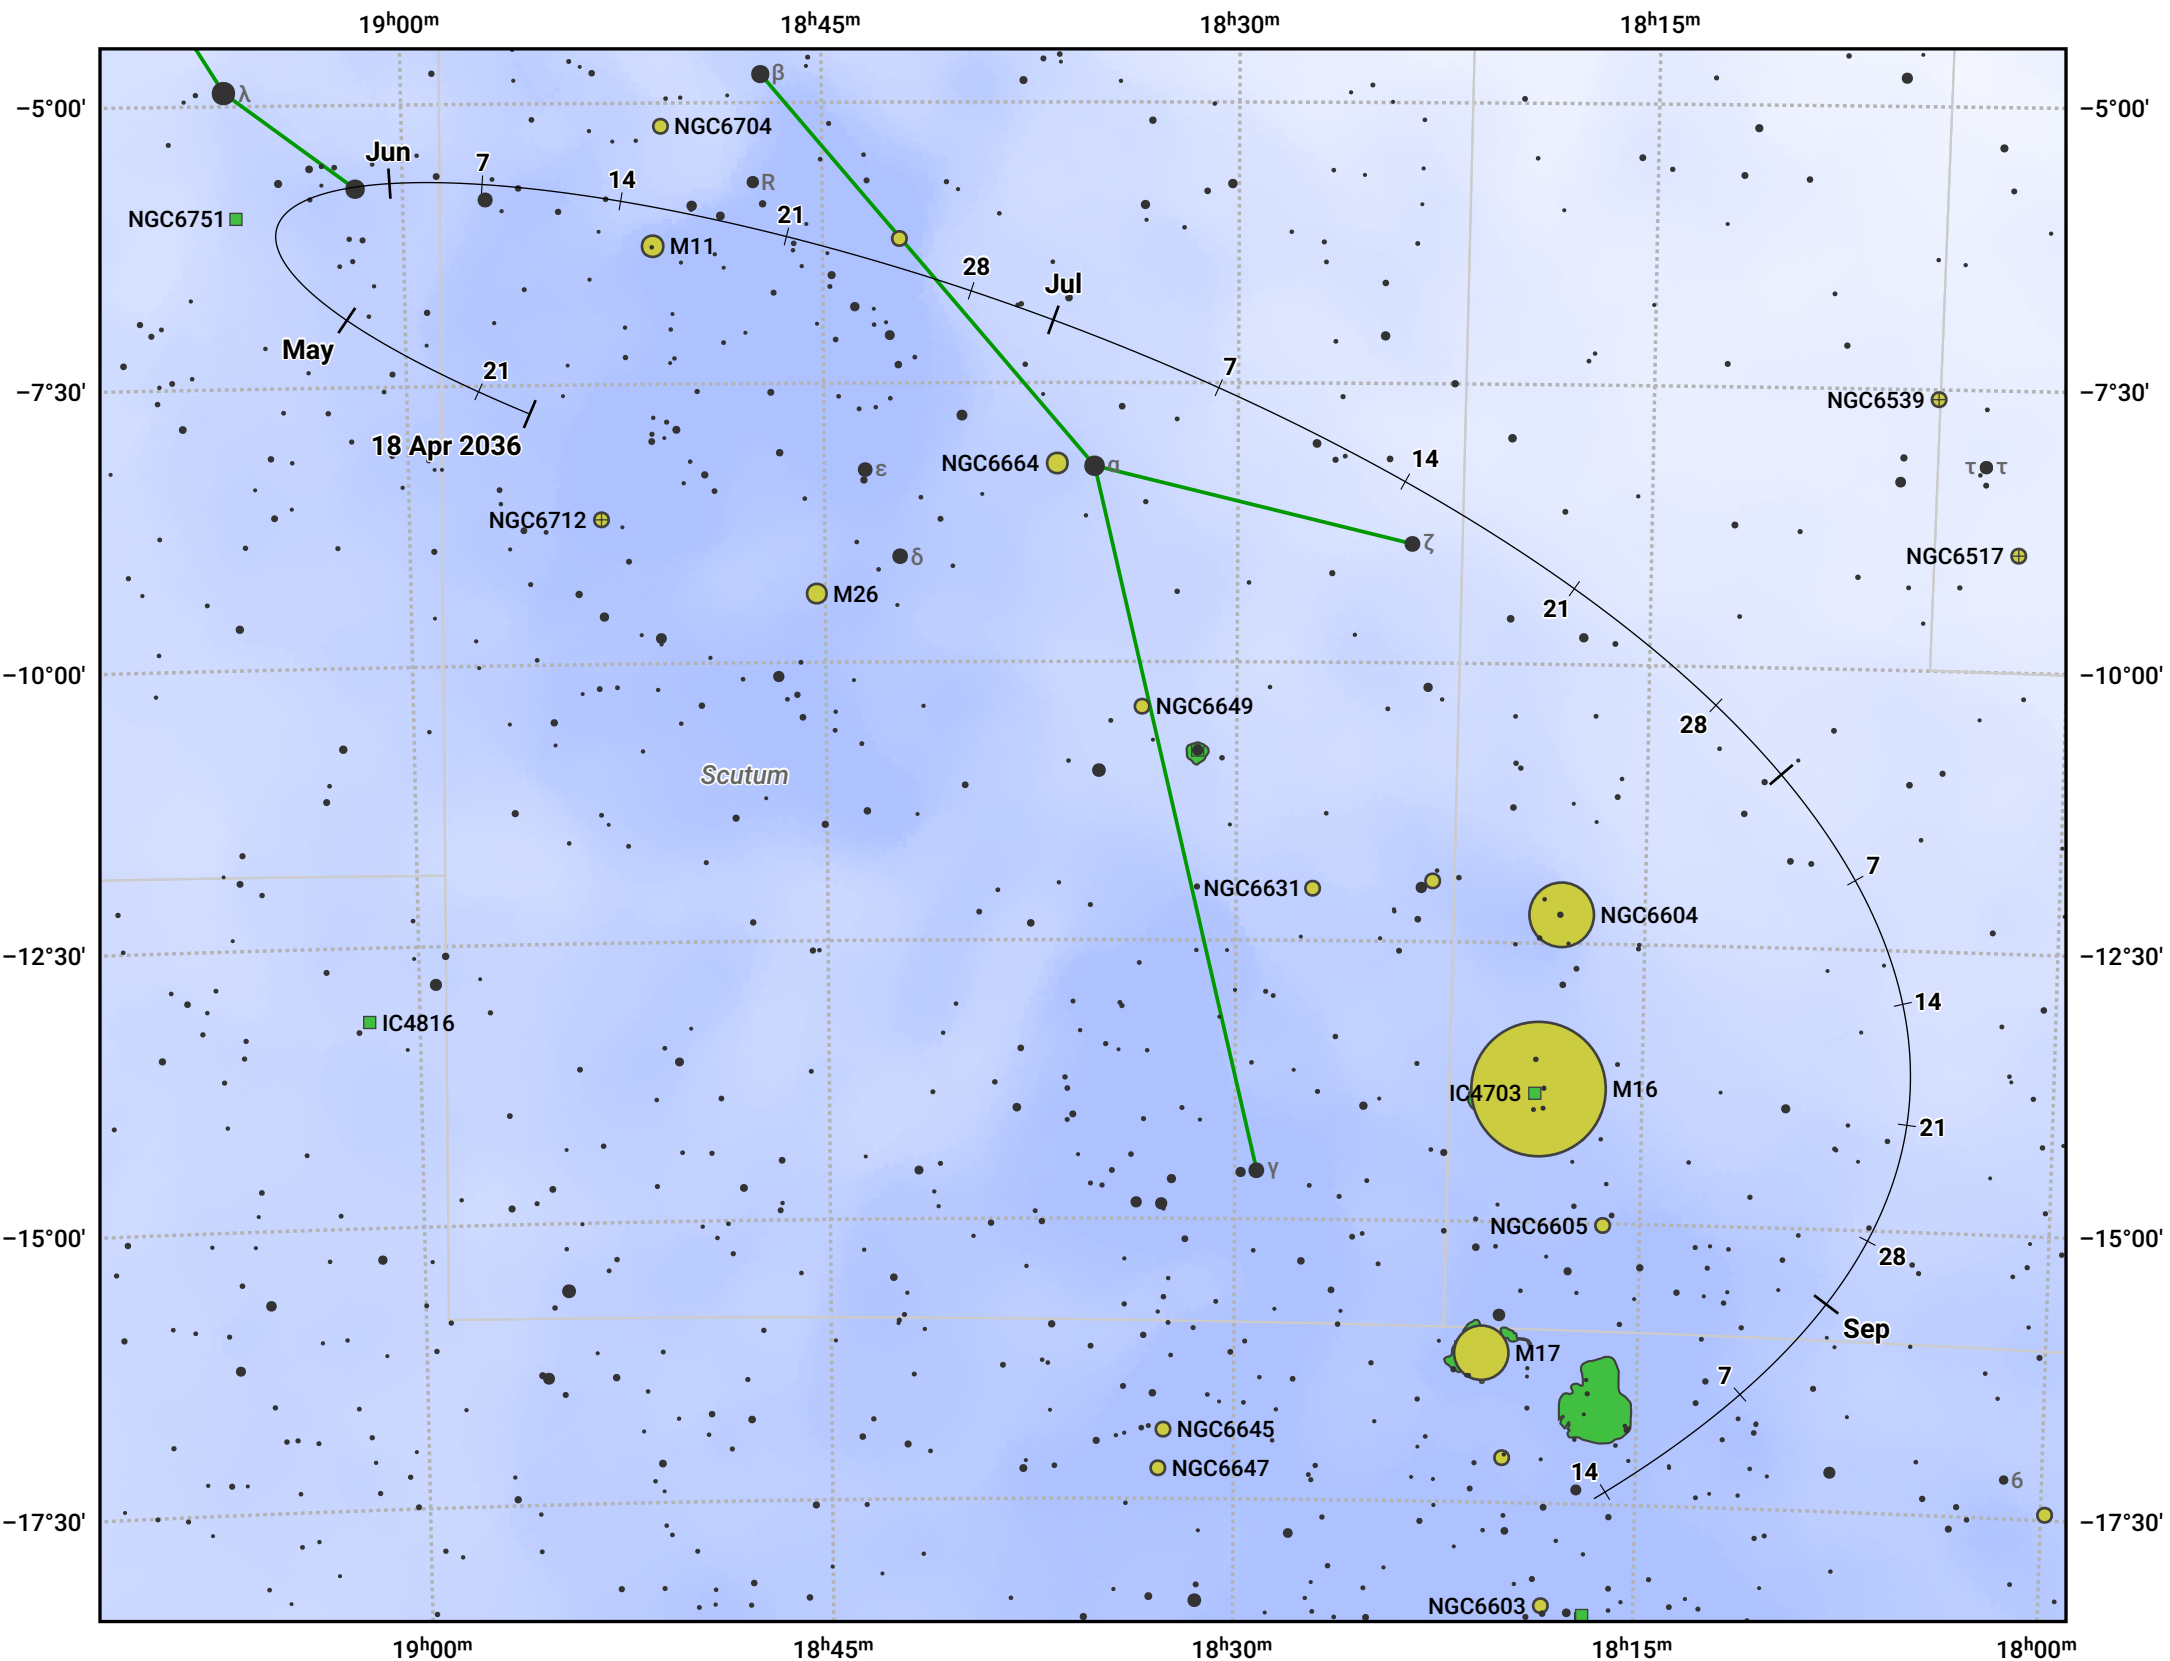 19ʰ00ᵐ 18ʰ45ᵐ 18ʰ30ᵐ 18ʰ15ᵐ
β
λ
−5°00' −5°00'
NGC6704
Jun
7
14
R
21
NGC6751
M11
28
Jul
May
21
7
−7°30' −7°30'
NGC6539
18 Apr 2036
14
NGC6664
α
ε
τ τ
NGC6712
ζ
δ
NGC6517
M26
21
−10°00' −10°00'
NGC6649
28
Scutum
7
NGC6631
NGC6604
−12°30' −12°30'
14
IC4816
IC4703
M16
21
γ
NGC6605
−15°00' −15°00'
28
Sep
M17
7
NGC6645
NGC6647
14
6
−17°30' −17°30'
NGC6603
19ʰ00ᵐ 18ʰ45ᵐ 18ʰ30ᵐ 18ʰ15ᵐ 18ʰ00ᵐ